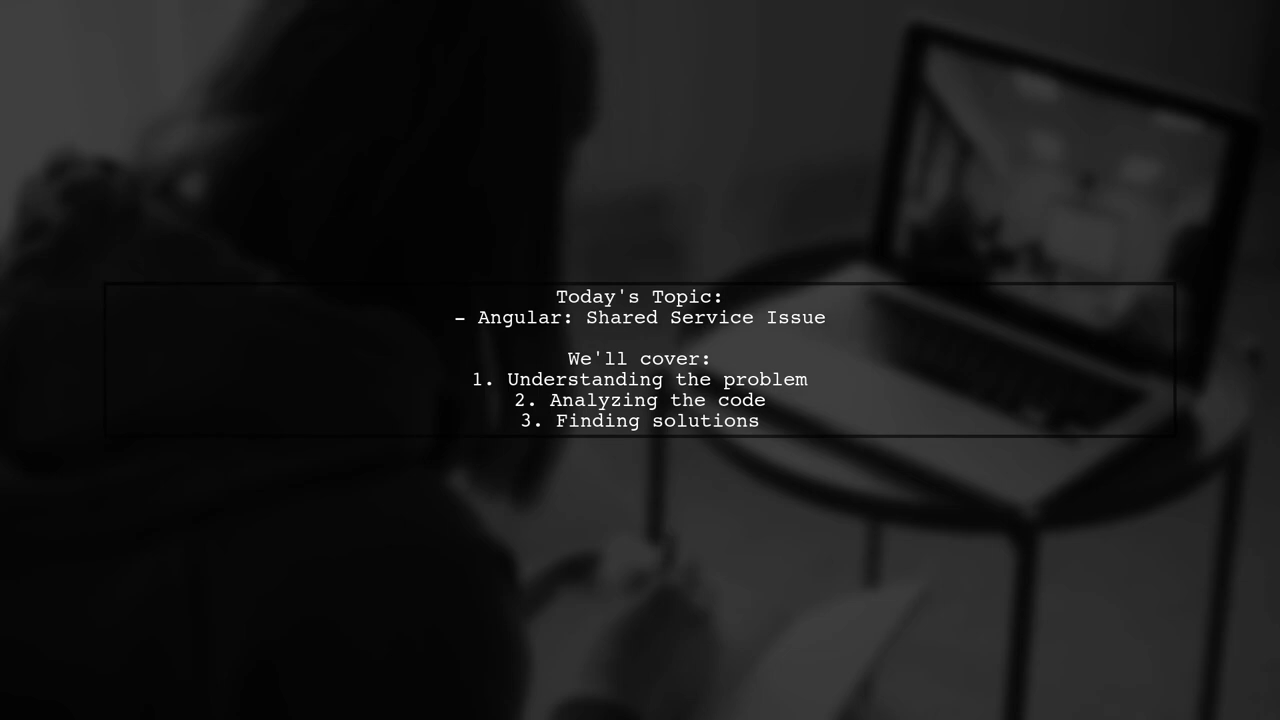 Today's Topic:
– Angular: Shared Service Issue
We'll cover:
1. Understanding the problem
2. Analyzing the code
3. Finding solutions